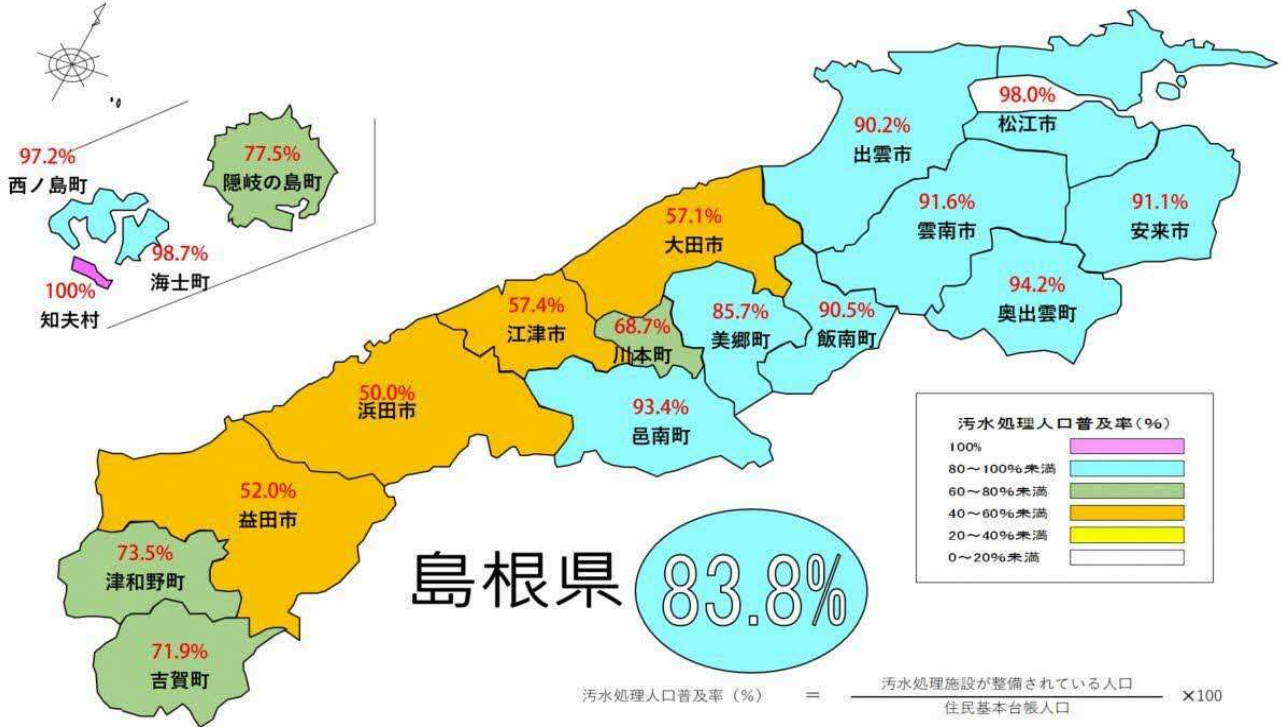 98.0%
松江市
90.2%
出雲市
97.2%
西ノ島町
77.5%
隠岐の島町
91.6%
雲南市
91.1%
安来市
57.1%
大田市
98.7%
海士町
100%
知夫村
94.2%
奥出雲町
57.4%
江津市
68.7%
川本町
85.7%
美郷町
90.5%
飯南町
50.0%
浜田市
93.4%
邑南町
52.0%
益田市
73.5%
津和野町
71.9%
吉賀町
汚水処理人口普及率(%)
100%
80～100%未満
60～80%未満
40～60%未満
20～40%未満
0～20%未満
島根県 83.8%
汚水処理人口普及率（%） ＝ 汚水処理施設が整備されている人口 ×100
住民基本台帳人口